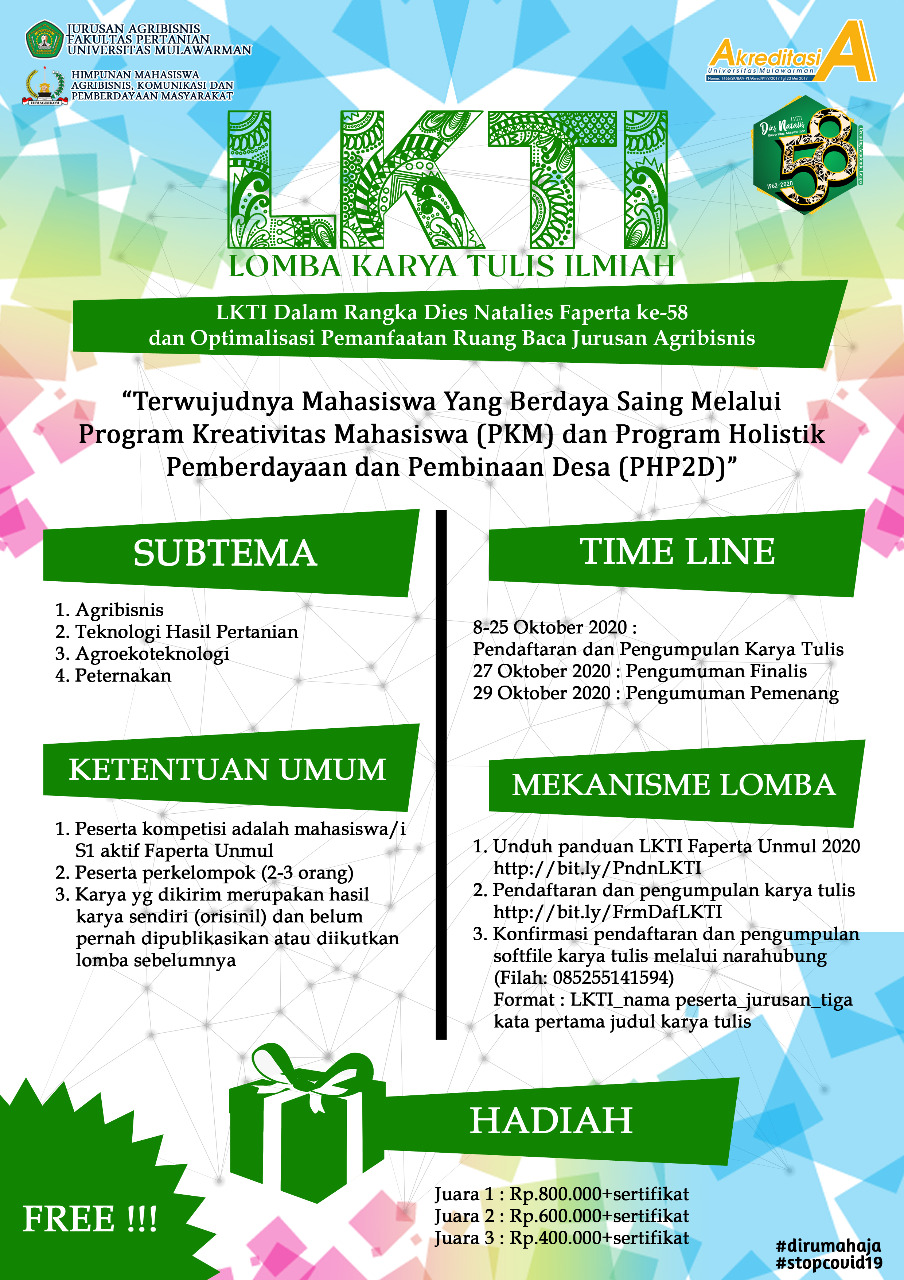 JURUSAN AGRIBISNIS
FAKULTAS PERTANIAN
UNIVERSITAS MULAWARMAN
HIMPUNAN MAHASISWA
AGRIBISNIS, KOMUNIKASI DAN
PEMBERDAYAAN MASYARAKAT
Akreditasi A
Universitas Mulawarman
Dies Natalis
58
1962-2020
LKTI
LOMBA KARYA TULIS ILMIAH
LKTI Dalam Rangka Dies Natalies Faperta ke-58
dan Optimalisasi Pemanfaatan Ruang Baca Jurusan Agribisnis
“Terwujudnya Mahasiswa Yang Berdaya Saing Melalui
Program Kreativitas Mahasiswa (PKM) dan Program Holistik
Pemberdayaan dan Pembinaan Desa (PHP2D)”
SUBTEMA
1. Agribisnis
2. Teknologi Hasil Pertanian
3. Agroekoteknologi
4. Peternakan
KETENTUAN UMUM
1. Peserta kompetisi adalah mahasiswa/i
S1 aktif Faperta Unmul
2. Peserta perkelompok (2-3 orang)
3. Karya yg dikirim merupakan hasil
karya sendiri (orisinil) dan belum
pernah dipublikasikan atau diikutkan
lomba sebelumnya
TIME LINE
8-25 Oktober 2020 :
Pendaftaran dan Pengumpulan Karya Tulis
27 Oktober 2020 : Pengumuman Finalis
29 Oktober 2020 : Pengumuman Pemenang
MEKANISME LOMBA
1. Unduh panduan LKTI Faperta Unmul 2020
http://bit.ly/PndnLKTI
2. Pendaftaran dan pengumpulan karya tulis
http://bit.ly/FrmDafLKTI
3. Konfirmasi pendaftaran dan pengumpulan
softfile karya tulis melalui narahubung
(Filah: 085255141594)
Format : LKTI_nama peserta_jurusan_tiga
kata pertama judul karya tulis
HADIAH
Juara 1 : Rp.800.000+sertifikat
Juara 2 : Rp.600.000+sertifikat
Juara 3 : Rp.400.000+sertifikat
FREE !!!
#dirumahaja
#stopcovid19